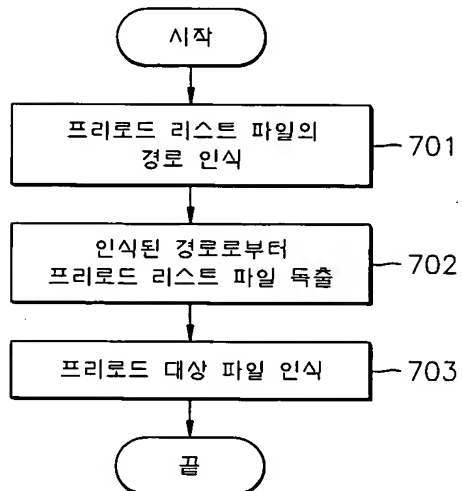 시작
프리로드 리스트 파일의
경로 인식
701
인식된 경로로부터
프리로드 리스트 파일 독출
702
프리로드 대상 파일 인식
703
끝